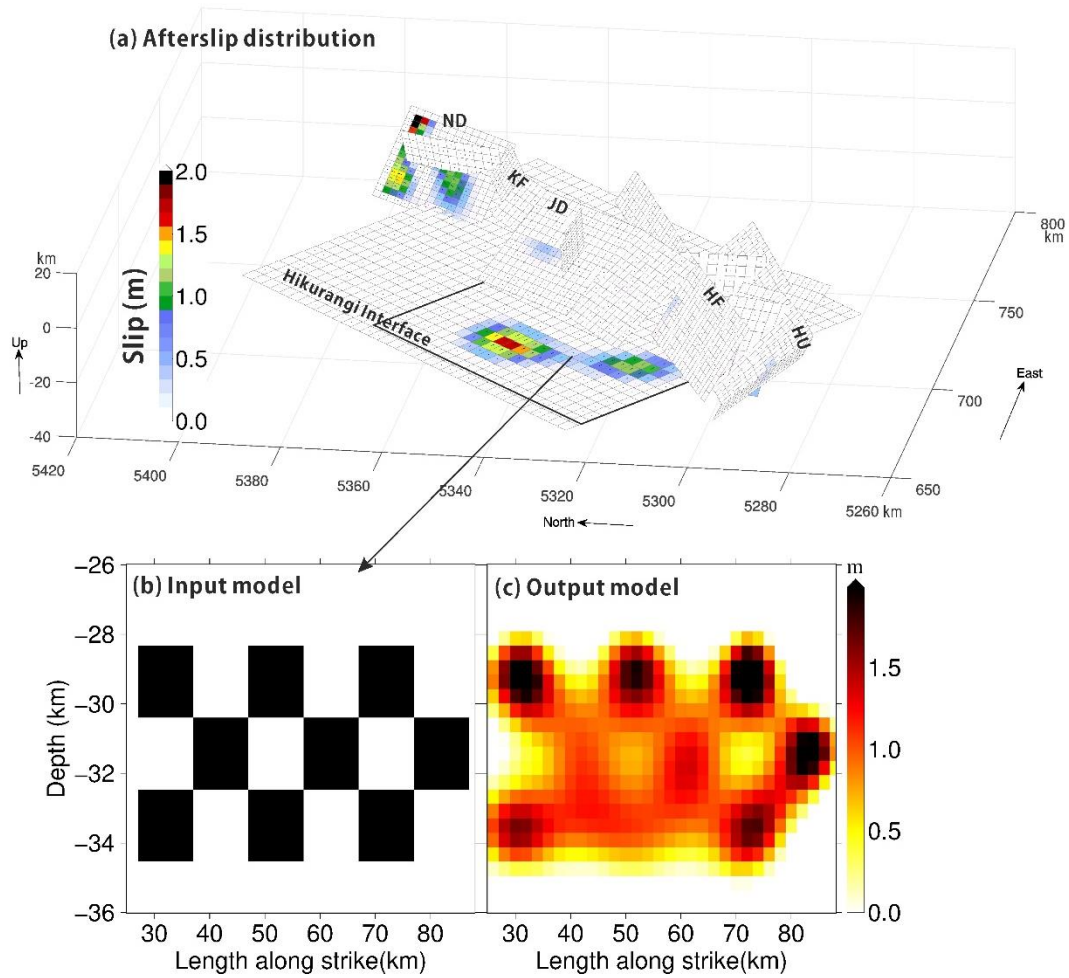 (a) Afterslip distribution
ND
KF
JD
HF
HU
Hikurangi Interface
Slip (m)
2.0
1.5
1.0
0.5
0.0
km
20
0
-20
-40
Up
5420
5400
5380
5360
5340
5320
5300
5280
5260 km
North
650
700
750
800
km
East
(b) Input model
(c) Output model
m
−26
−28
−30
−32
−34
−36
Depth (km)
30 40 50 60 70 80
Length along strike(km)
30 40 50 60 70 80
Length along strike(km)
1.5
1.0
0.5
0.0